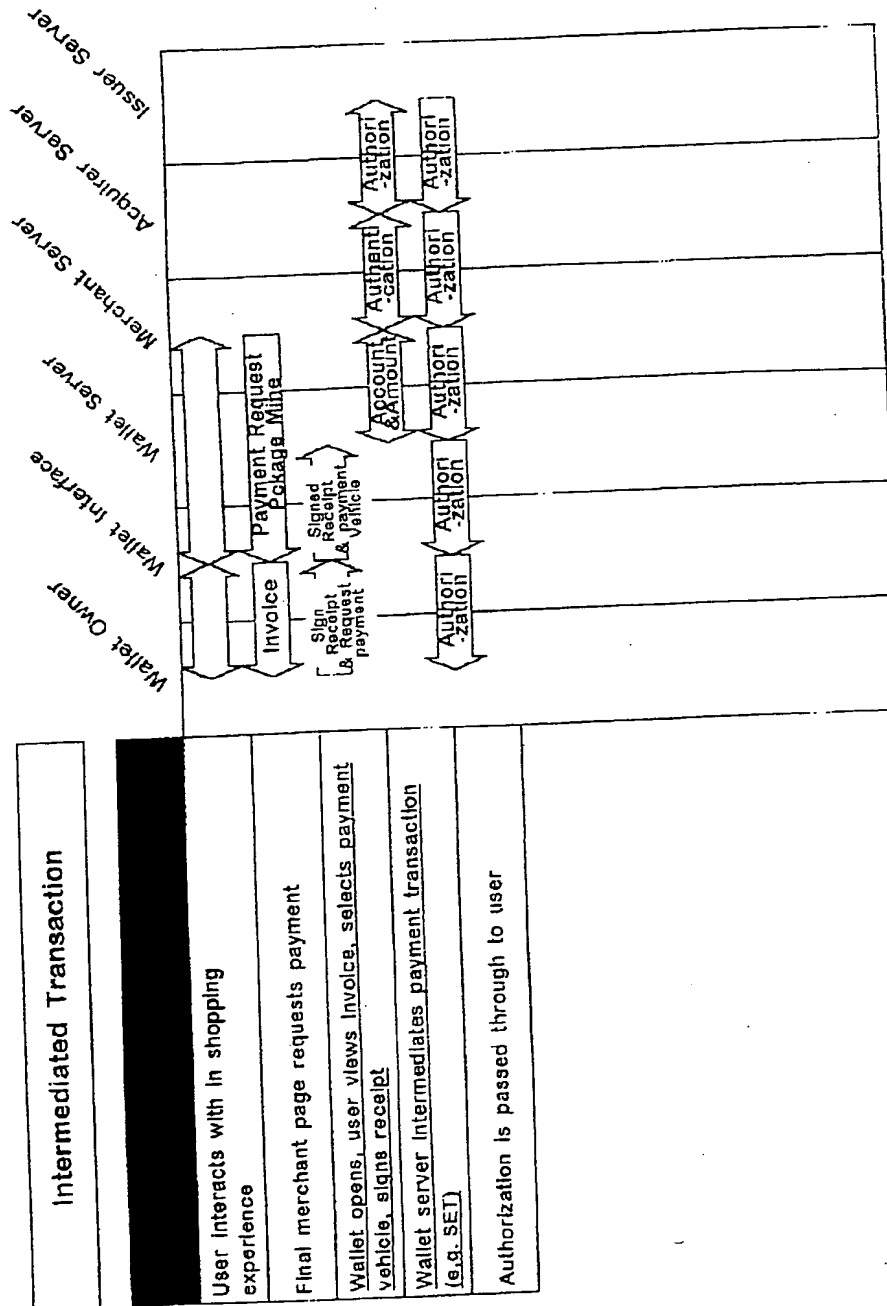 Intermediated Transaction
Wallet Owner
Wallet Interface
Wallet Server
Merchant Server
Acquirer Server
Issuer Server
User interacts with in shopping
experience
Final merchant page requests payment
Invoice
Payment Request
Pckage Mine
Wallet opens, user views invoice, selects payment
vehicle, signs receipt
Sign
Receipt
& Request
payment
Signed
Receipt
& payment
vehicle
Wallet server intermediates payment transaction
(e.g. SET)
Account
&Amount
Authenti
-cation
Authori
-zation
Authorization is passed through to user
Authori
-zation
Authori
-zation
Authori
-zation
Authori
-zation
Authori
-zation